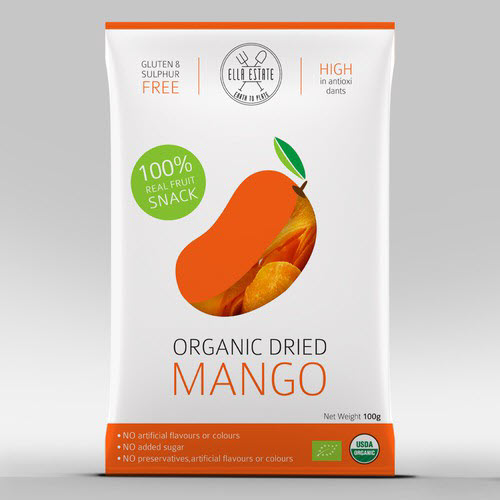 GLUTEN &
SULPHUR
FREE
ELLA ESTATE
EARTH TO PLATE
HIGH
in antioxi
dants
100%
REAL FRUIT
SNACK
ORGANIC DRIED
MANGO
Net Weight 100g
• NO artificial flavours or colours
• NO added sugar
• NO preservatives,artificial flavours or colours
USDA
ORGANIC